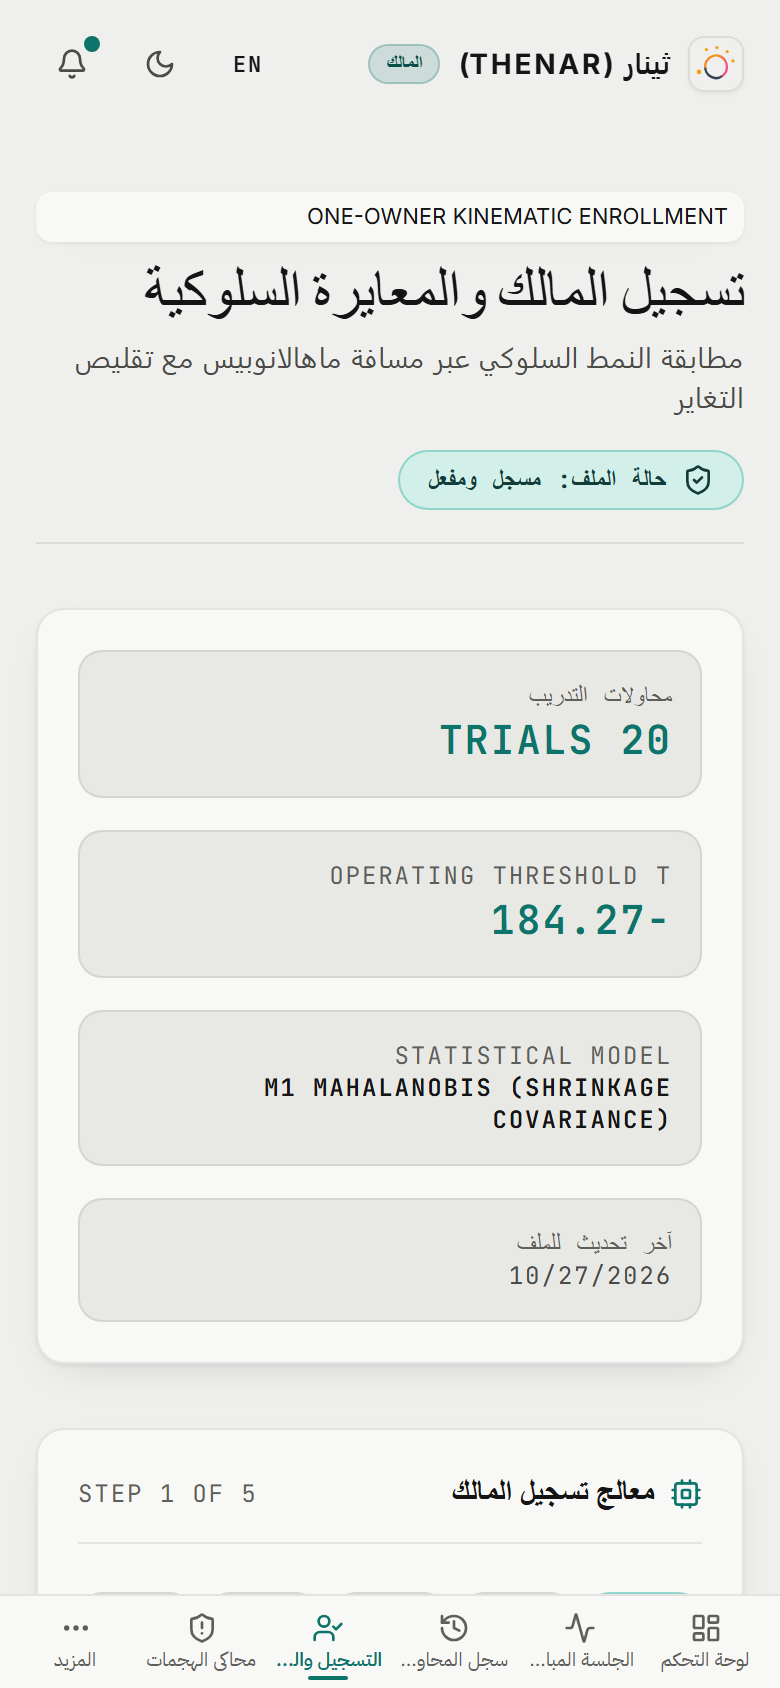 ثينار (THENAR)
المالك
EN
ONE-OWNER KINEMATIC ENROLLMENT
تسجيل المالك والمعايرة السلوكية
مطابقة النمط السلوكي عبر مسافة ماهالانوبيس مع تقليص
التغاير
حالة الملف: مسجل ومفعل
محاولات التدريب
TRIALS 20
OPERATING THRESHOLD T
184.27-
STATISTICAL MODEL
M1 MAHALANOBIS (SHRINKAGE
COVARIANCE)
آخر تحديث للملف
10/27/2026
معالج تسجيل المالك
STEP 1 OF 5
لوحة التحكم
الجلسة المبا...
سجل المحاو...
التسجيل والـ...
محاكي الهجمات
المزيد